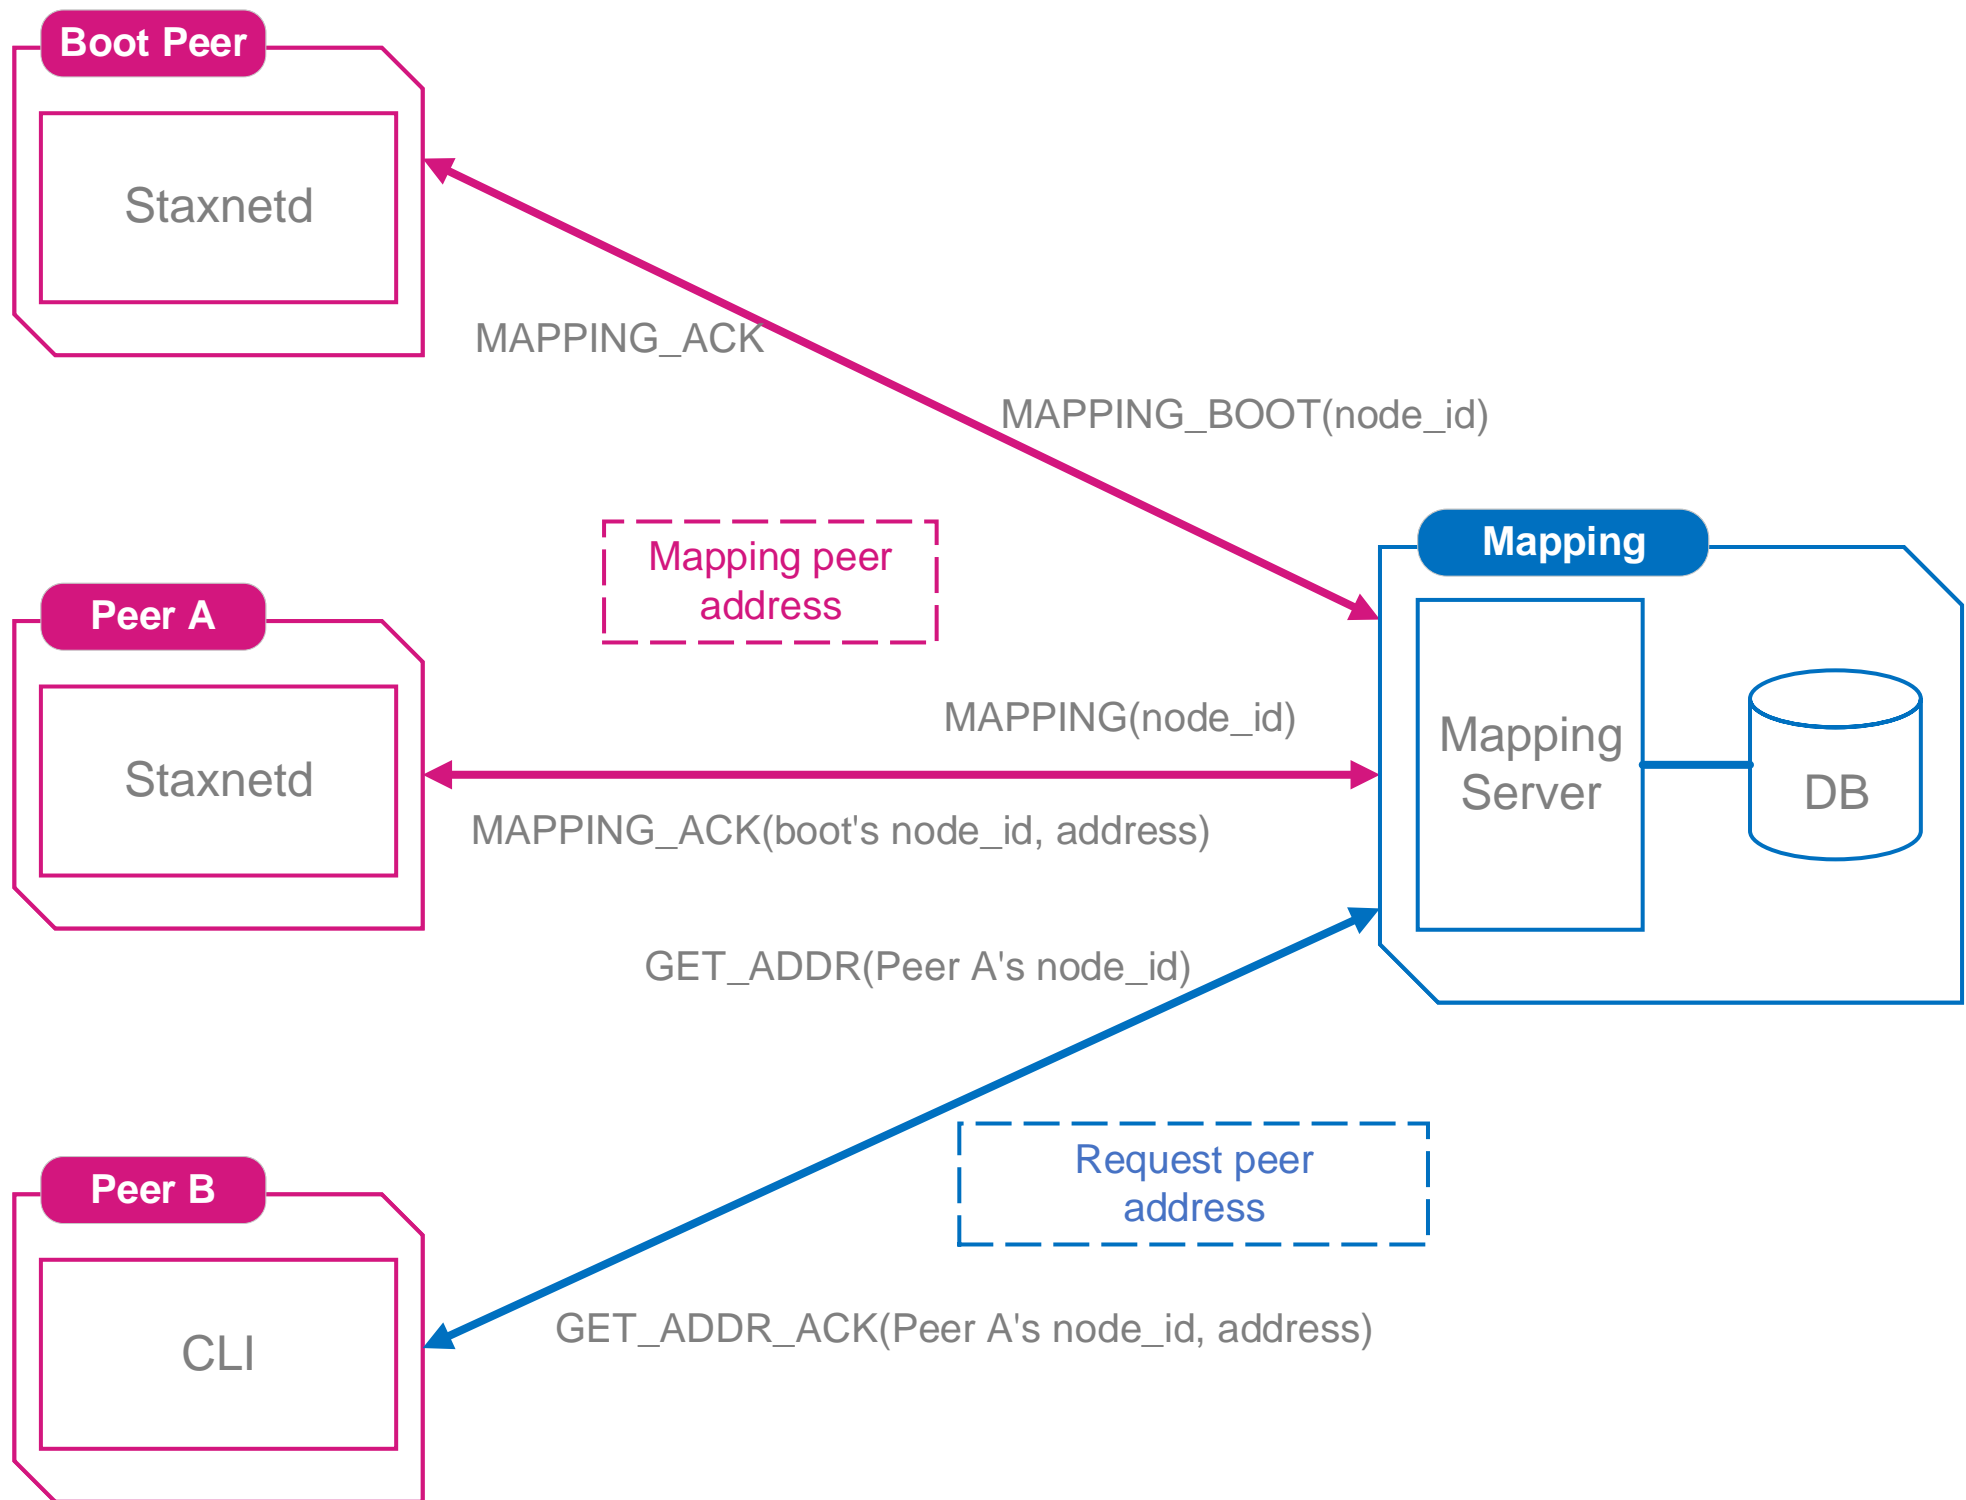 Boot Peer
Staxnetd
MAPPING_ACK
MAPPING_BOOT(node_id)
Mapping peer
address
Mapping
Peer A
Staxnetd
MAPPING(node_id)
Mapping
Server
DB
MAPPING_ACK(boot's node_id, address)
GET_ADDR(Peer A's node_id)
Request peer
address
Peer B
CLI
GET_ADDR_ACK(Peer A's node_id, address)